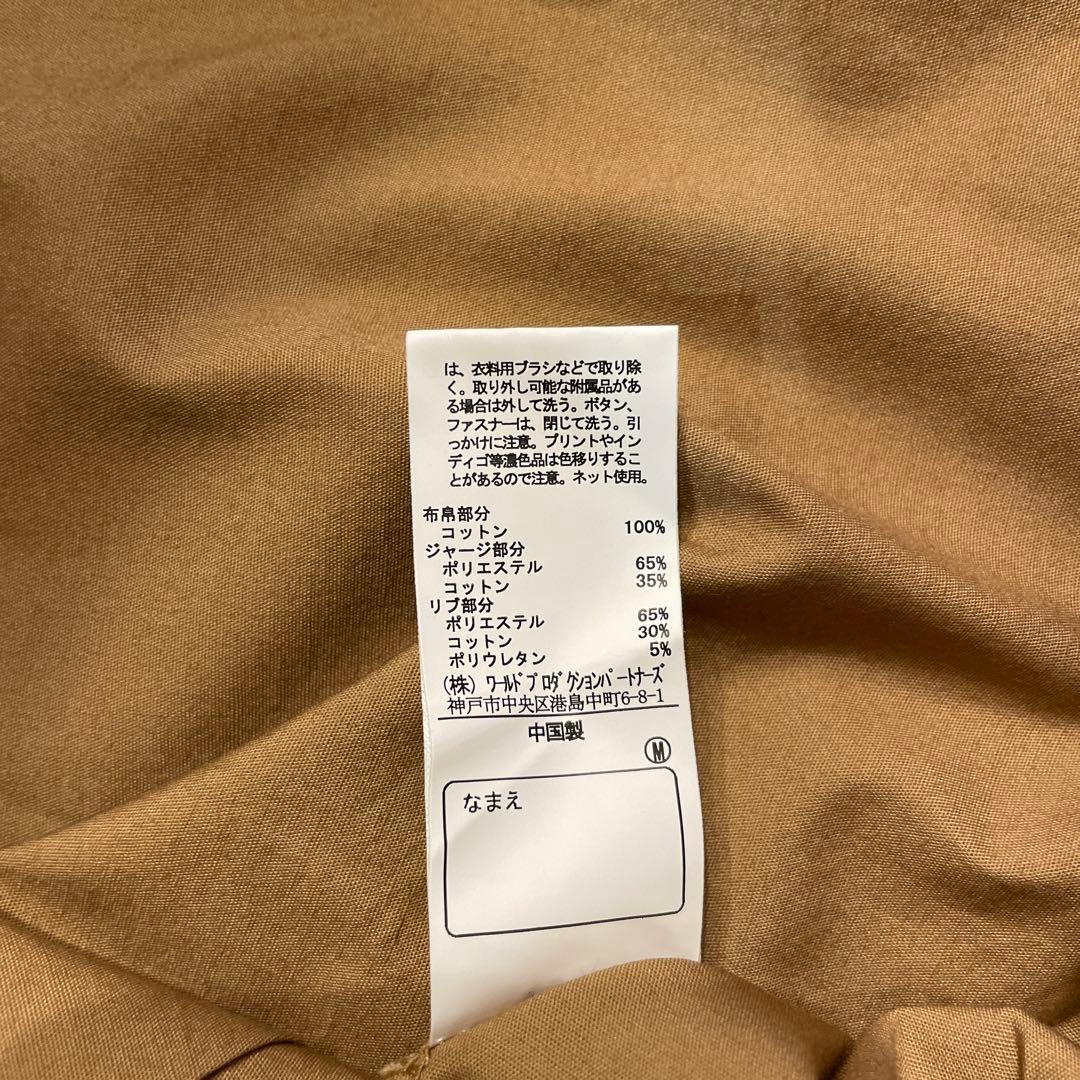 は、衣料用ブラシなどで取り除
く。取り外し可能な附属品があ
る場合は外して洗う。ボタン、
ファスナーは、閉じて洗う。引
っかけに注意。プリントやイン
ディゴ等濃色品は色移りするこ
とがあるので注意。ネット使用。
布帛部分
コットン 100%
ジャージ部分
ポリエステル 65%
コットン 35%
リブ部分
ポリエステル 65%
コットン 30%
ポリウレタン 5%
(株) ワールドプロダクションパートナーズ
神戸市中央区港島中町6-8-1
中国製
Ⓜ
なまえ